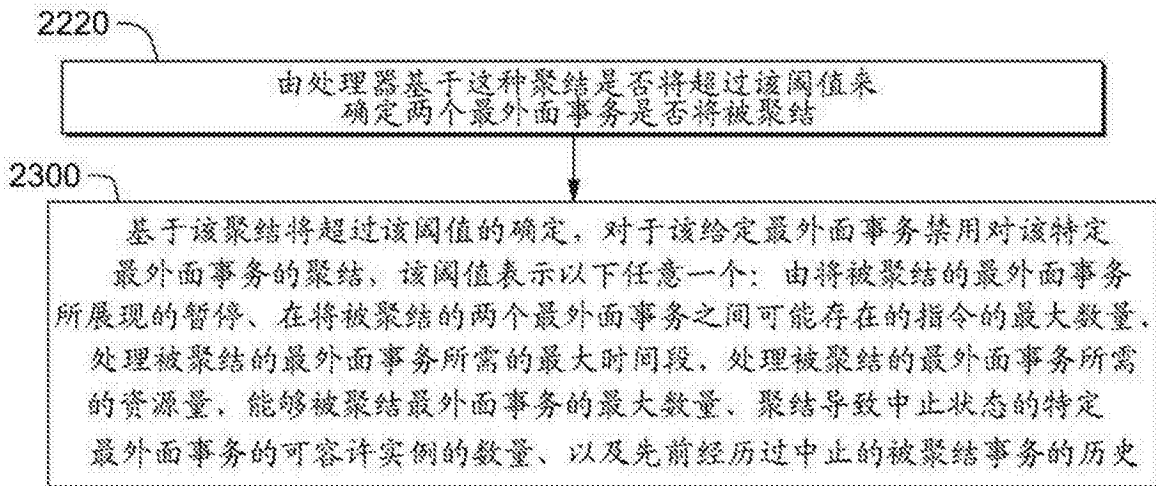 2220
由处理器基于这种聚结是否将超过该阈值来
确定两个最外面事务是否将被聚结
2300
基于该聚结将超过该阈值的确定，对于该给定最外面事务禁用对该特定
最外面事务的聚结，该阈值表示以下任意一个：由将被聚结的最外面事务
所展现的暂停、在将被聚结的两个最外面事务之间可能存在的指令的最大数量、
处理被聚结的最外面事务所需的最大时间段、处理被聚结的最外面事务所需
的资源量、能够被聚结最外面事务的最大数量、聚结导致中止状态的特定
最外面事务的可容许实例的数量、以及先前经历过中止的被聚结事务的历史